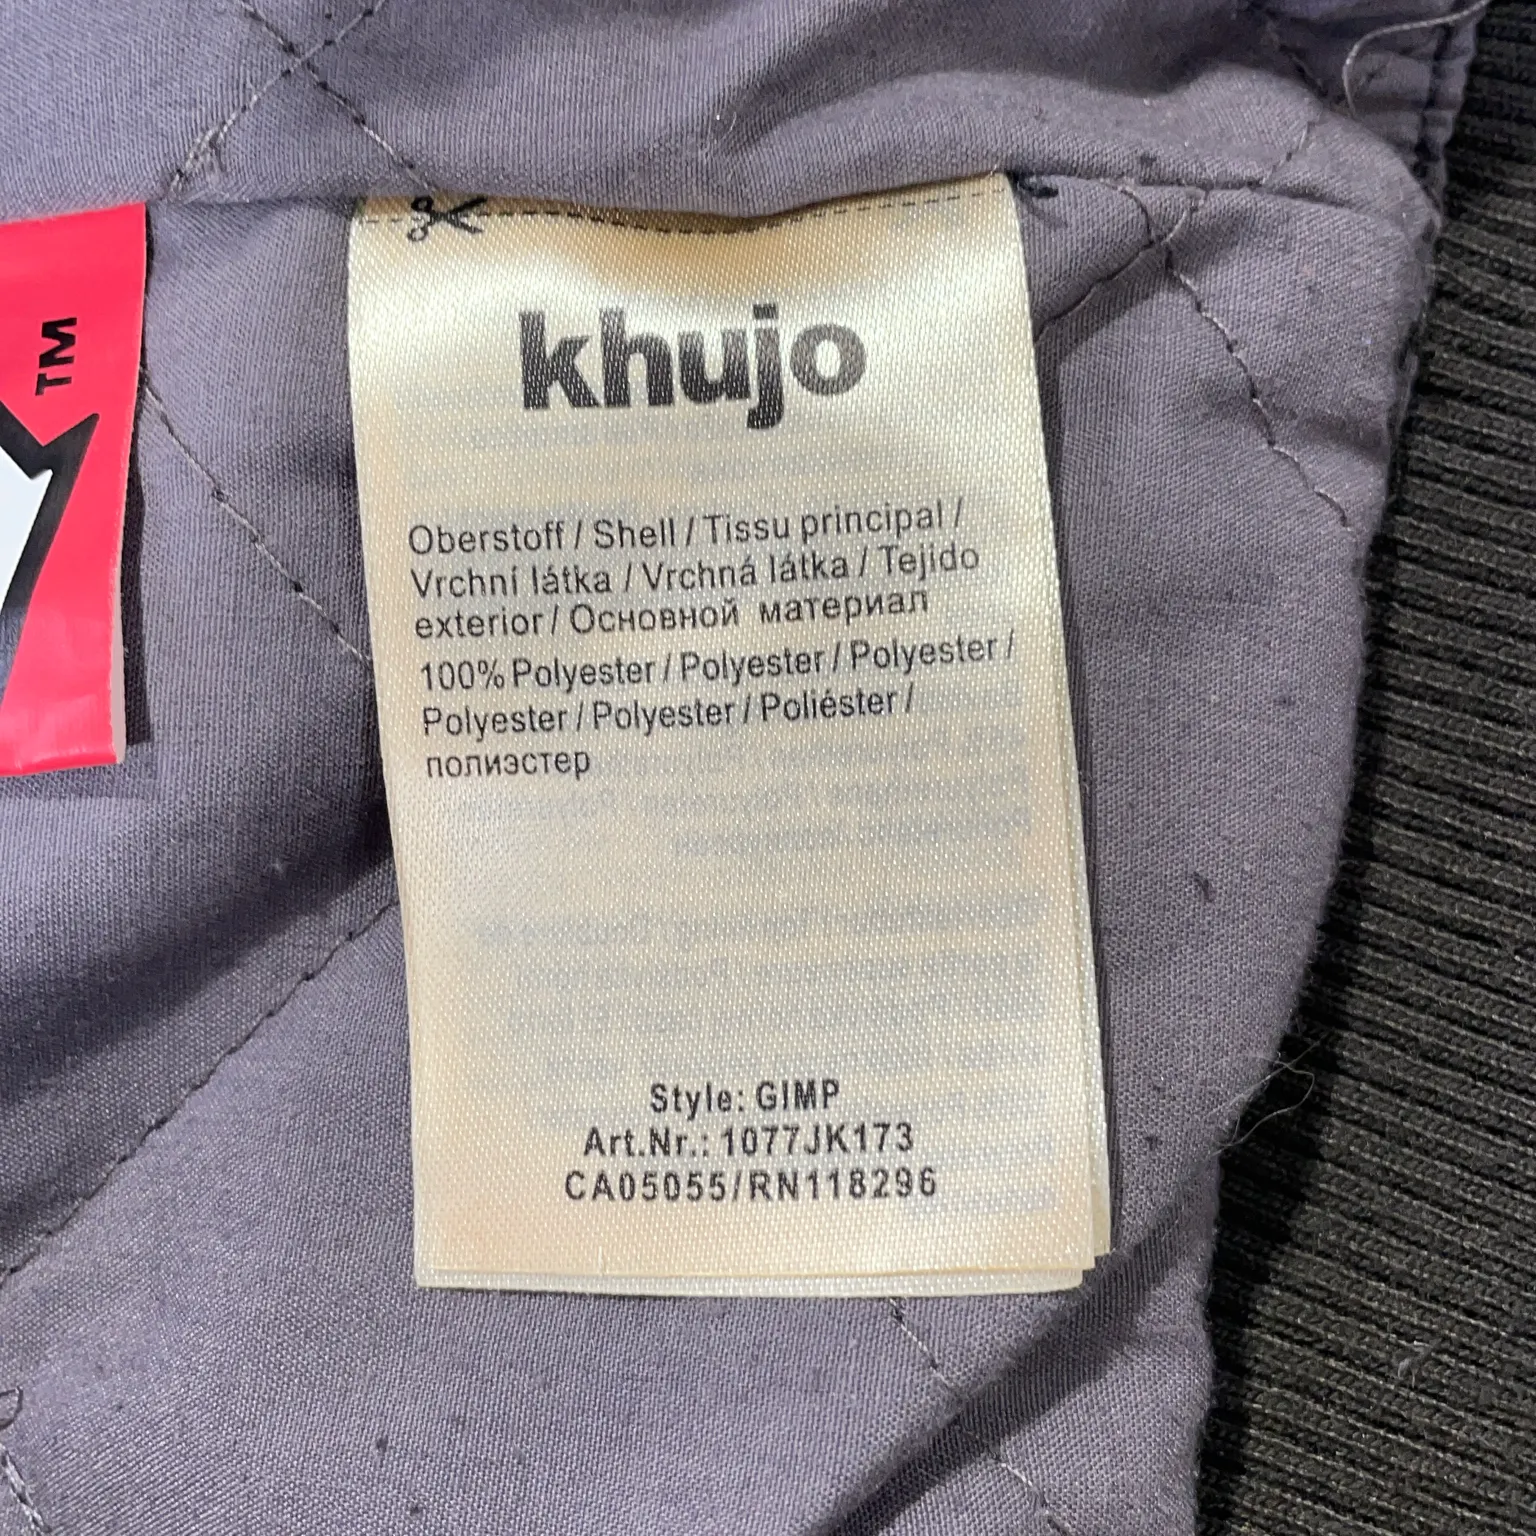 TM
khujo
Oberstoff / Shell / Tissu principal /
Vrchní látka / Vrchná látka / Tejido
exterior / Основной материал
100% Polyester / Polyester / Polyester /
Polyester / Polyester / Poliéster /
полиэстер
Style: GIMP
Art.Nr.: 1077JK173
CA05055/RN118296